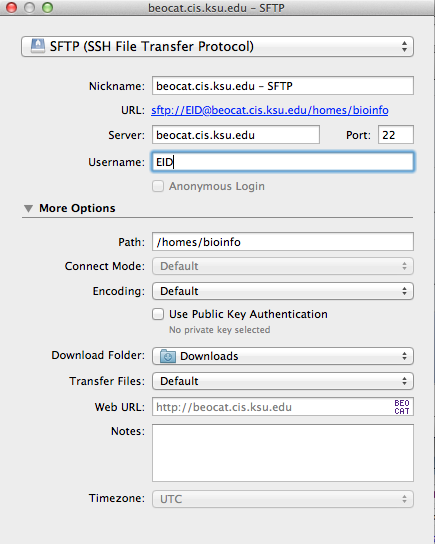 beocat.cis.ksu.edu – SFTP
SFTP (SSH File Transfer Protocol)
Nickname: beocat.cis.ksu.edu – SFTP
URL: sftp://EID@beocat.cis.ksu.edu/homes/bioinfo
Server: beocat.cis.ksu.edu Port: 22
Username: EID
Anonymous Login
More Options
Path: /homes/bioinfo
Connect Mode: Default
Encoding: Default
Use Public Key Authentication
No private key selected
Download Folder: Downloads
Transfer Files: Default
Web URL: http://beocat.cis.ksu.edu BEO
CAT
Notes:
Timezone: UTC